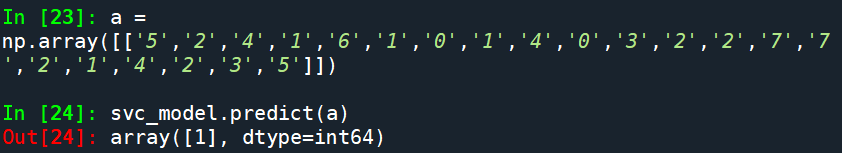 In [23]: a =
np.array([['5','2','4','1','6','1','0','1','4','0','3','2','2','7','7
','2','1','4','2','3','5']])
In [24]: svc_model.predict(a)
Out[24]: array([1], dtype=int64)